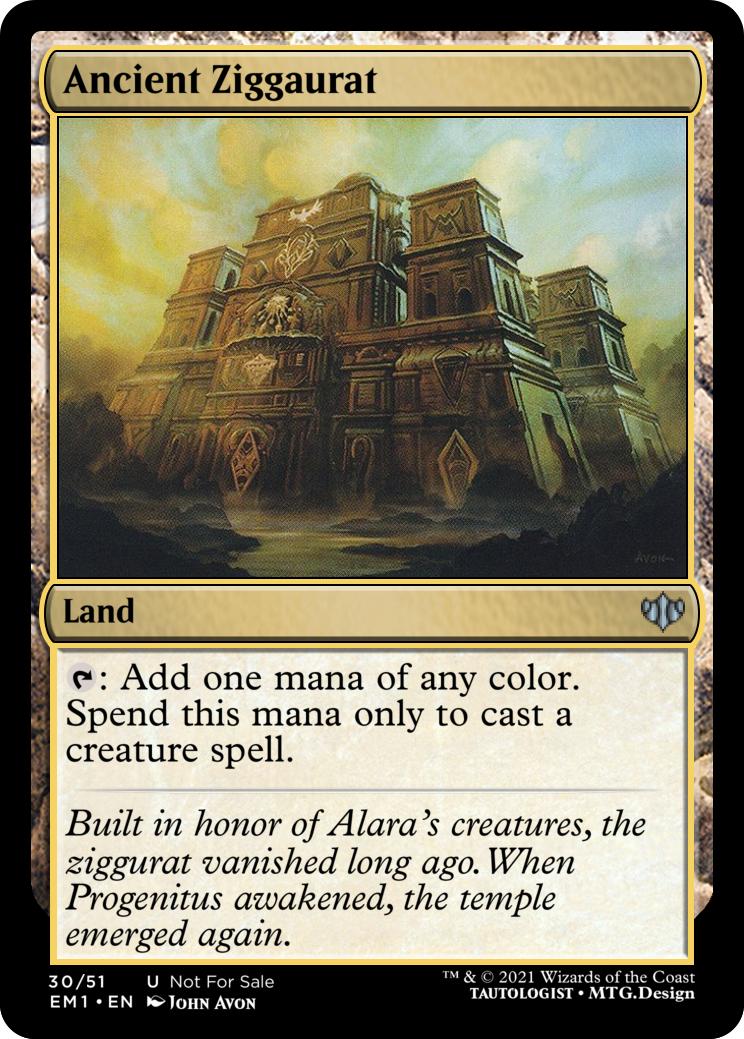 Ancient Ziggaurat
AVON
Land
: Add one mana of any color.
Spend this mana only to cast a
creature spell.
Built in honor of Alara's creatures, the
ziggurat vanished long ago. When
Progenitus awakened, the temple
emerged again.
30/51 U Not For Sale
EM1 • EN JOHN AVON
™ & © 2021 Wizards of the Coast
TAUTOLOGIST • MTG.Design